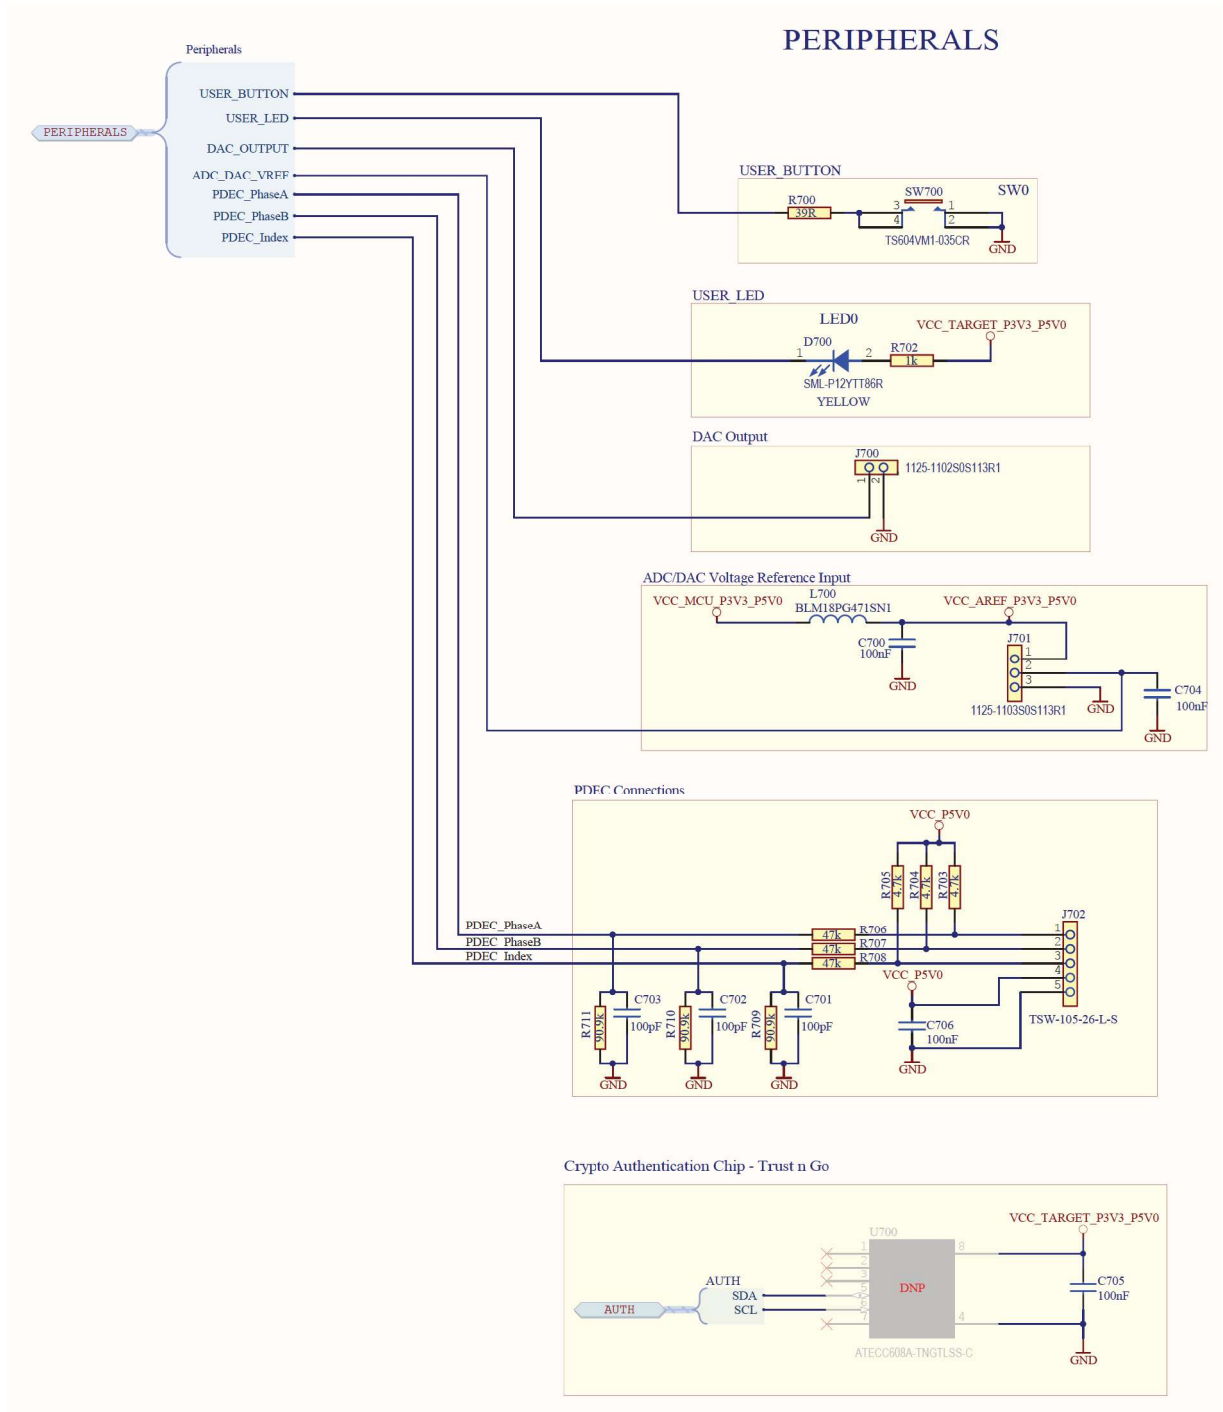 PERIPHERALS
Peripherals
PERIPHERALS
USER_BUTTON
USER_LED
DAC_OUTPUT
ADC_DAC_VREF
PDEC_PhaseA
PDEC_PhaseB
PDEC_Index
USER_BUTTON
SW700
SW0
R700
39R
3
1
4
2
TS604VM1-035CR
GND
USER_LED
LED0
VCC_TARGET_P3V3_P5V0
D700
R702
1
2
1k
SML-P12YTT86R
YELLOW
DAC Output
J700
1125-1102S0S113R1
1
2
GND
ADC/DAC Voltage Reference Input
L700
VCC_MCU_P3V3_P5V0
VCC_AREF_P3V3_P5V0
BLM18PG471SN1
J701
C700
100nF
1
2
3
GND
C704
100nF
1125-1103S0S113R1
GND
GND
PDEC Connections
VCC_P5V0
R705
4.7k
R704
4.7k
R703
4.7k
J702
PDEC_PhaseA
47k
R706
1
PDEC_PhaseB
47k
R707
2
PDEC_Index
47k
R708
3
VCC_P5V0
4
5
C703
C702
C701
R711
90.9k
100pF
R710
90.9k
100pF
R709
90.9k
100pF
C706
100nF
TSW-105-26-L-S
GND
GND
GND
GND
Crypto Authentication Chip - Trust n Go
VCC_TARGET_P3V3_P5V0
U700
1
8
2
3
DNP
AUTH
SDA
5
SCL
6
AUTH
7
4
C705
100nF
ATECC608A-TNGTLSS-C
GND